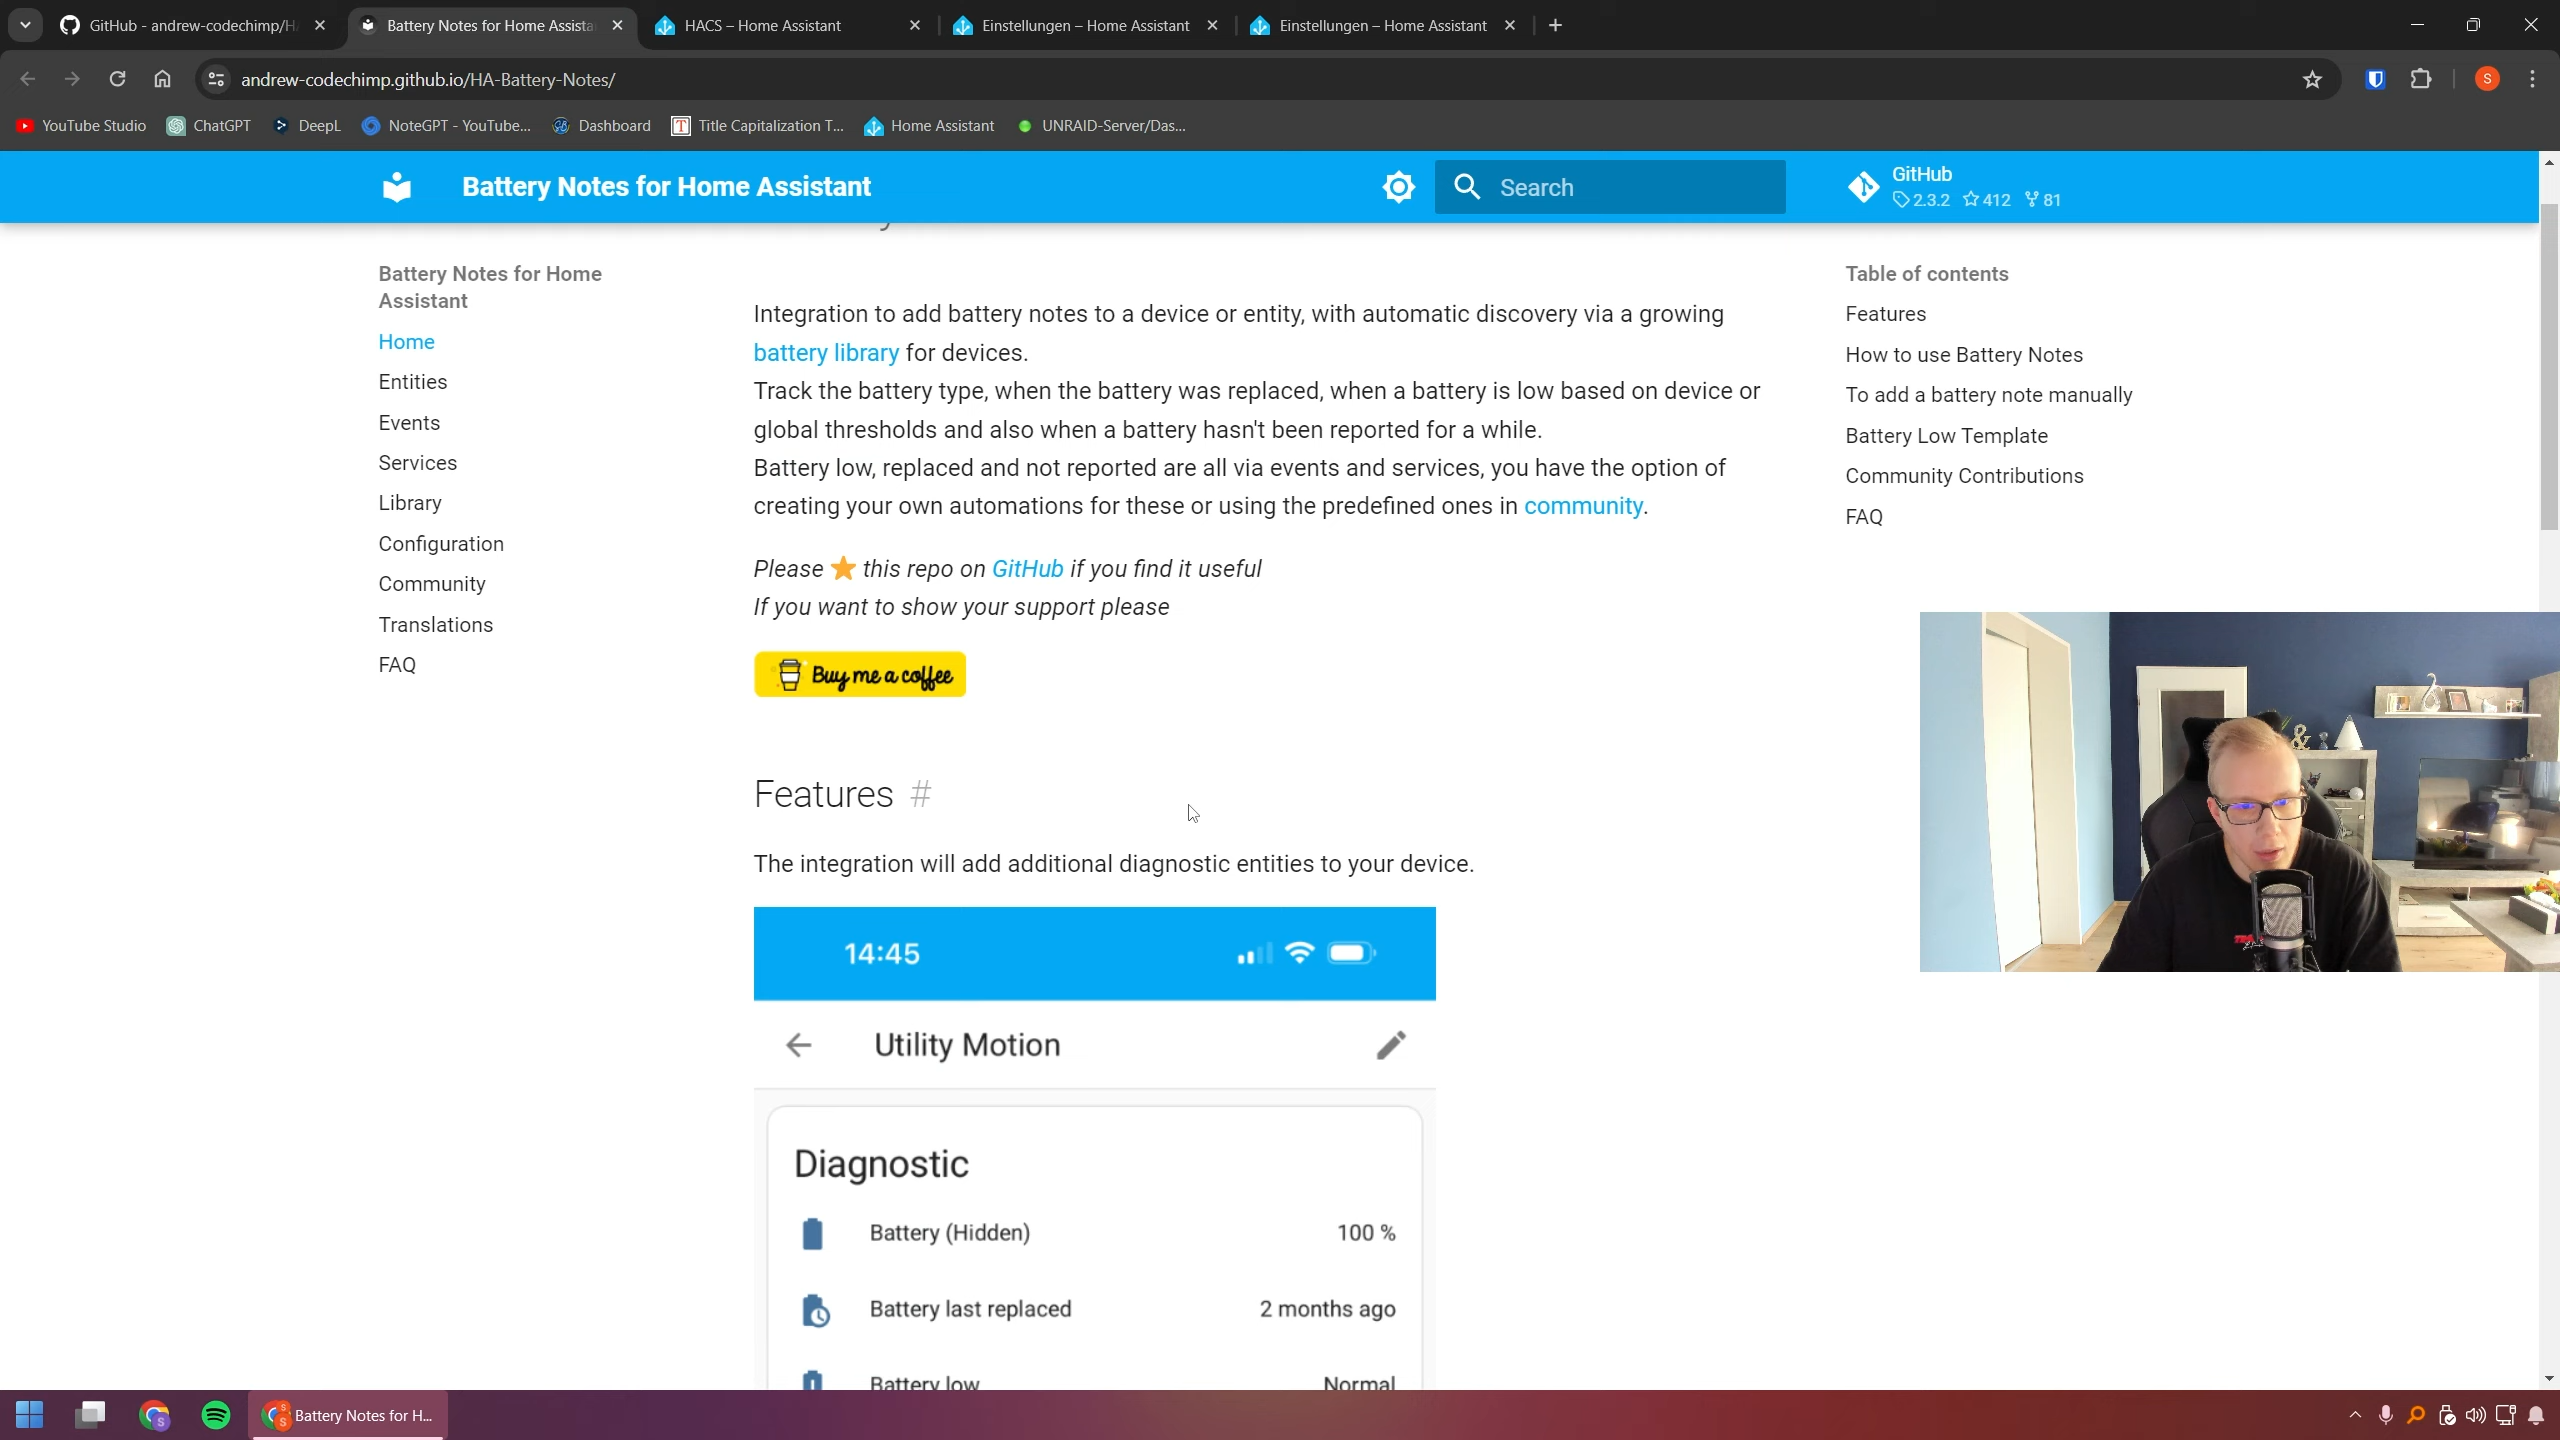 GitHub - andrew-codechimp/H
Battery Notes for Home Assista
HACS – Home Assistant
Einstellungen – Home Assistant
Einstellungen – Home Assistant
andrew-codechimp.github.io/HA-Battery-Notes/
S
YouTube Studio
ChatGPT
DeepL
NoteGPT - YouTube...
Dashboard
T
Title Capitalization T...
Home Assistant
UNRAID-Server/Das...
Battery Notes for Home Assistant
Search
GitHub
2.3.2 412 81
Battery Notes for Home
Assistant
Home
Entities
Events
Services
Library
Configuration
Community
Translations
FAQ
Integration to add battery notes to a device or entity, with automatic discovery via a growing
battery library for devices.
Track the battery type, when the battery was replaced, when a battery is low based on device or
global thresholds and also when a battery hasn't been reported for a while.
Battery low, replaced and not reported are all via events and services, you have the option of
creating your own automations for these or using the predefined ones in community.
Please ⭐ this repo on GitHub if you find it useful
If you want to show your support please
Buy me a coffee
Features #
The integration will add additional diagnostic entities to your device.
14:45
Utility Motion
Diagnostic
Battery (Hidden) 100 %
Battery last replaced 2 months ago
Battery low Normal
Table of contents
Features
How to use Battery Notes
To add a battery note manually
Battery Low Template
Community Contributions
FAQ
&
Battery Notes for H...